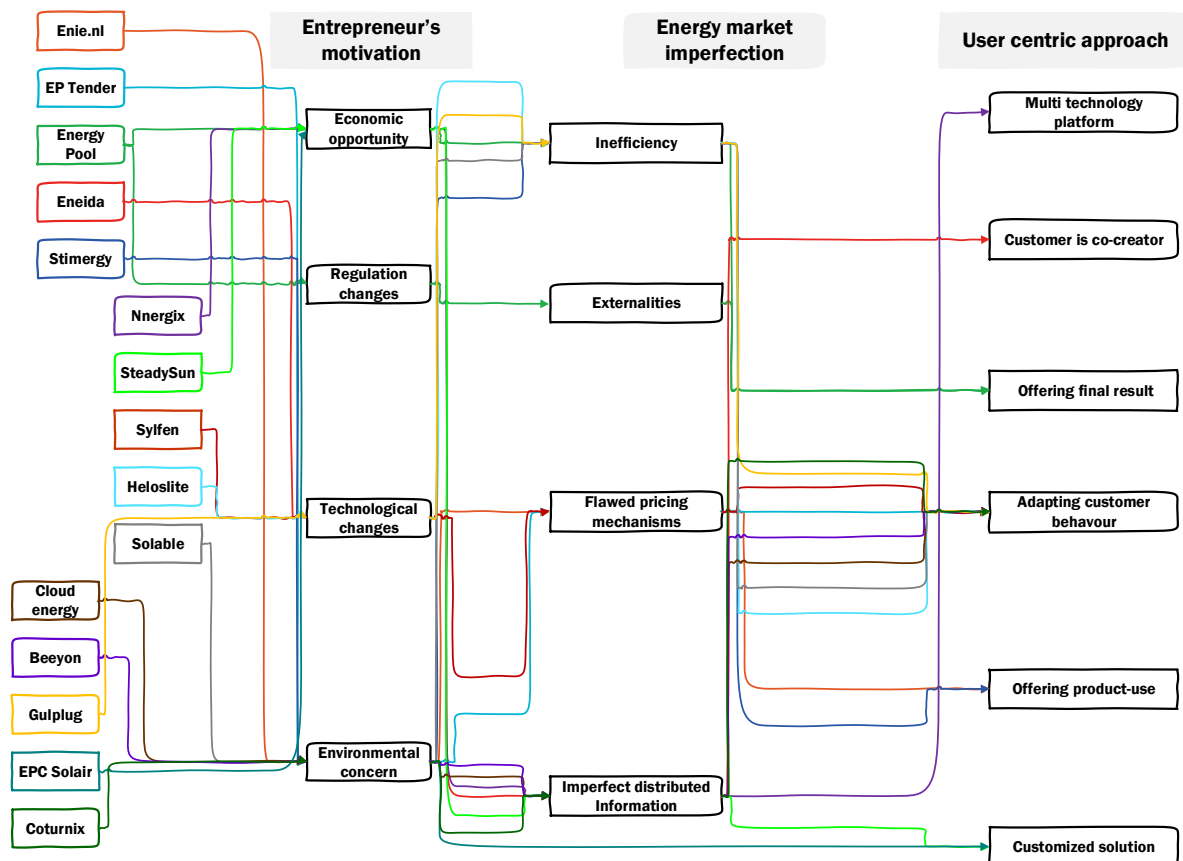 Entrepreneur's
motivation
Energy market
imperfection
User centric approach
Enie.nl
EP Tender
Energy
Pool
Eneida
Stimergy
Nnergix
SteadySun
Sylfen
Heloslite
Solable
Cloud
energy
Beeyon
Gulplug
EPC Solair
Coturnix
Economic
opportunity
Regulation
changes
Technological
changes
Environmental
concern
Inefficiency
Externalities
Flawed pricing
mechanisms
Imperfect distributed
Information
Multi technology
platform
Customer is co-creator
Offering final result
Adapting customer
behavour
Offering product-use
Customized solution